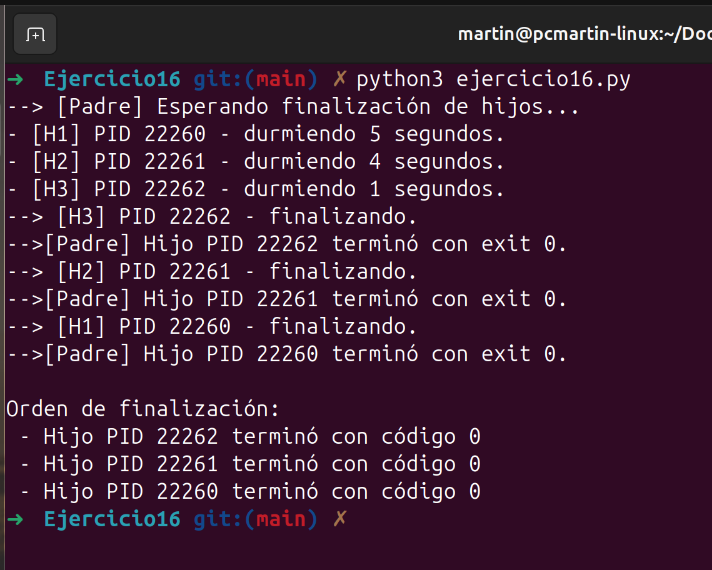 martin@pcmartin-linux:~/Doc
➜ Ejercicio16 git:(main) ✗ python3 ejercicio16.py
--> [Padre] Esperando finalización de hijos...
- [H1] PID 22260 - durmiendo 5 segundos.
- [H2] PID 22261 - durmiendo 4 segundos.
- [H3] PID 22262 - durmiendo 1 segundos.
--> [H3] PID 22262 - finalizando.
-->[Padre] Hijo PID 22262 terminó con exit 0.
--> [H2] PID 22261 - finalizando.
-->[Padre] Hijo PID 22261 terminó con exit 0.
--> [H1] PID 22260 - finalizando.
-->[Padre] Hijo PID 22260 terminó con exit 0.
Orden de finalización:
- Hijo PID 22262 terminó con código 0
- Hijo PID 22261 terminó con código 0
- Hijo PID 22260 terminó con código 0
➜ Ejercicio16 git:(main) ✗